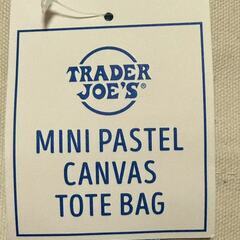 TRADER
JOE'S®
MINI PASTEL
CANVAS
TOTE BAG